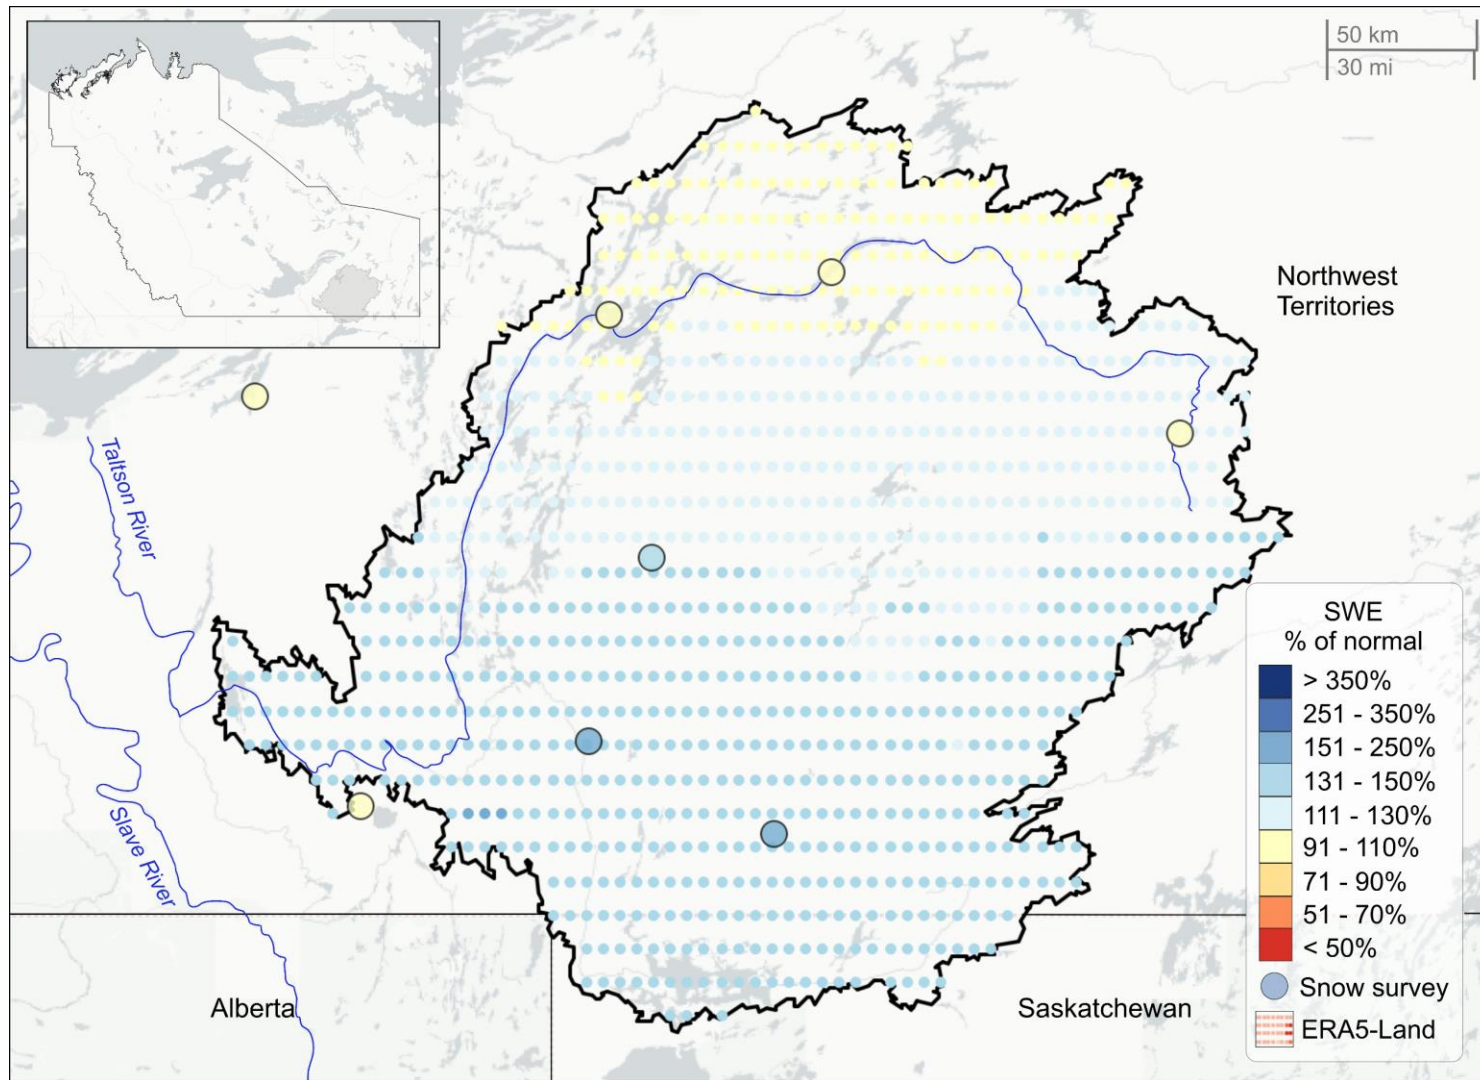 50 km
30 mi
Northwest
Territories
Taltson River
Slave River
SWE
% of normal
> 350%
251 - 350%
151 - 250%
131 - 150%
111 - 130%
91 - 110%
71 - 90%
51 - 70%
< 50%
Snow survey
ERA5-Land
Alberta
Saskatchewan